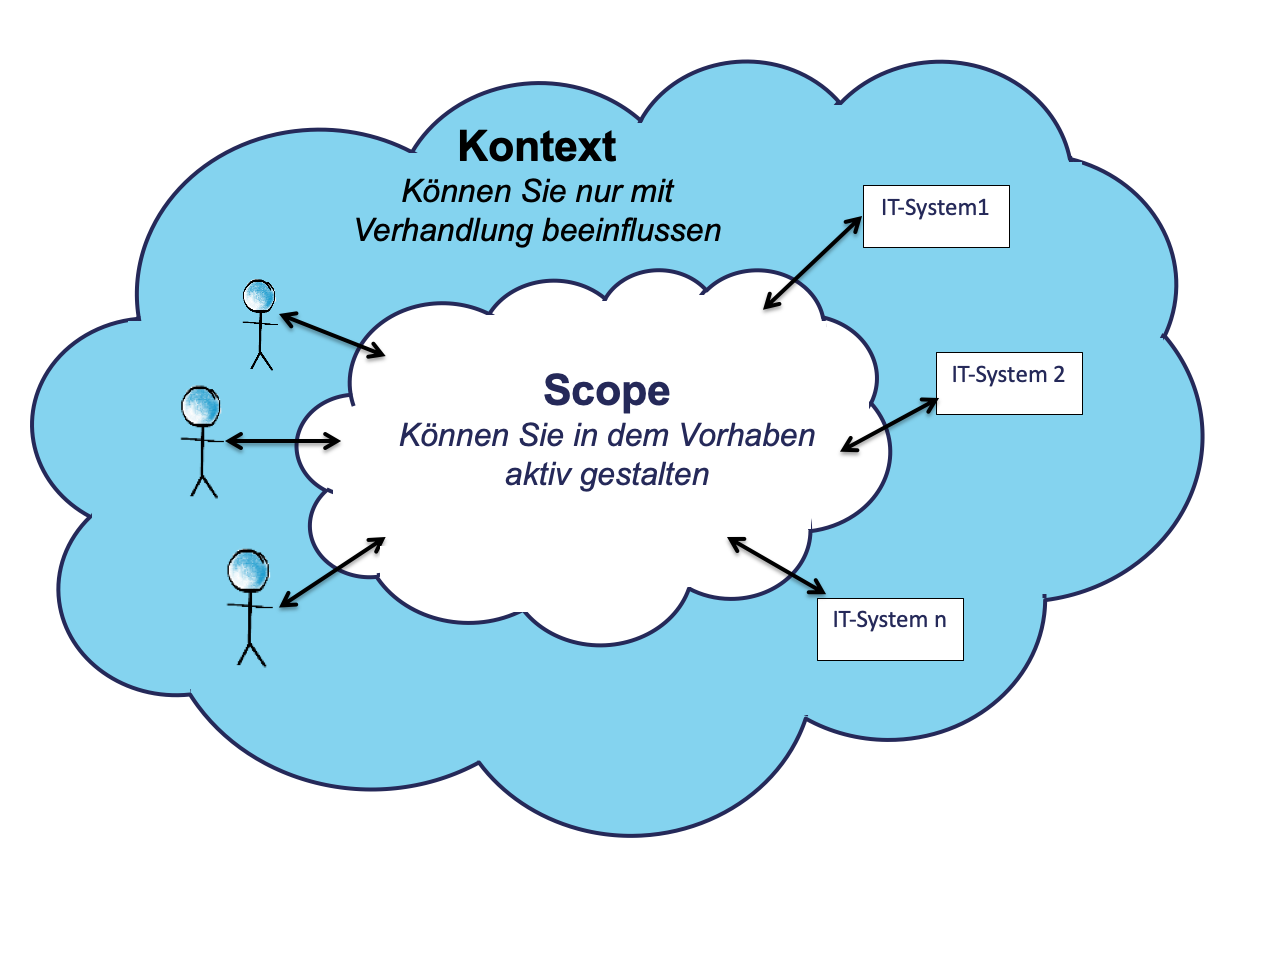 Kontext
Können Sie nur mit
Verhandlung beeinflussen
IT-System1
IT-System 2
Scope
Können Sie in dem Vorhaben
aktiv gestalten
IT-System n